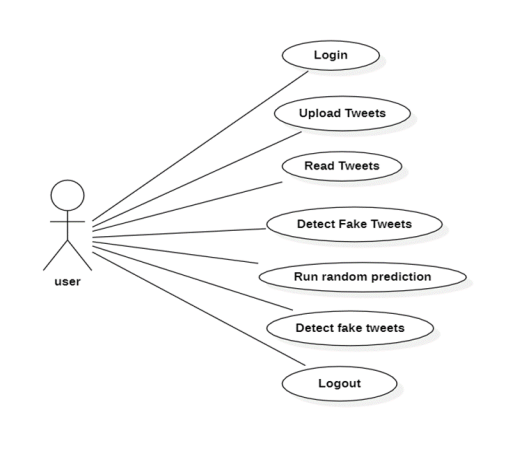 Login
Upload Tweets
Read Tweets
Detect Fake Tweets
user
Run random prediction
Detect fake tweets
Logout